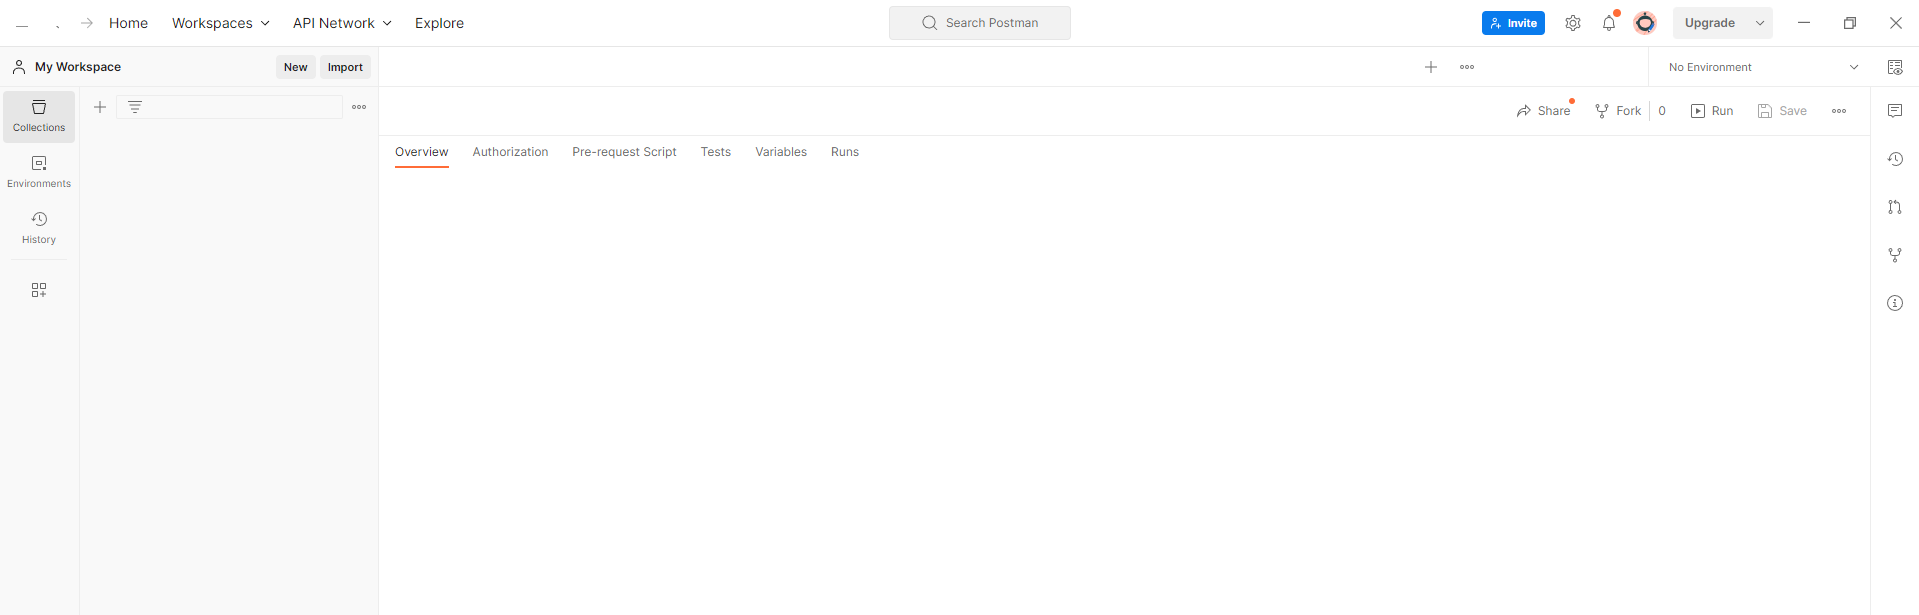 Home Workspaces API Network Explore Search Postman Invite Upgrade
My Workspace New Import No Environment
Collections
Share Fork 0 Run Save
Overview Authorization Pre-request Script Tests Variables Runs
Environments
History